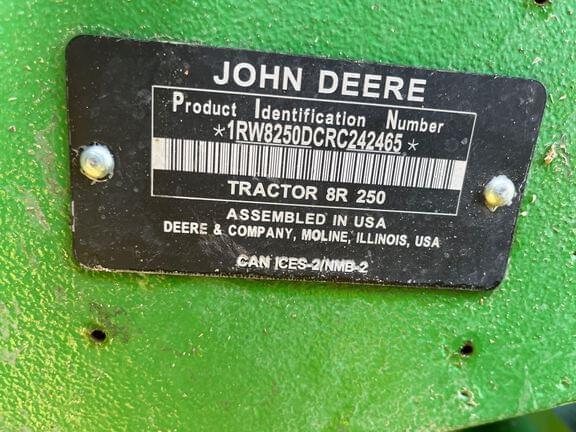 JOHN DEERE
Product Identification Number
*1RW8250DCRC242465*
TRACTOR 8R 250
ASSEMBLED IN USA
DEERE & COMPANY, MOLINE, ILLINOIS, USA
CAN ICES-2/NMB-2